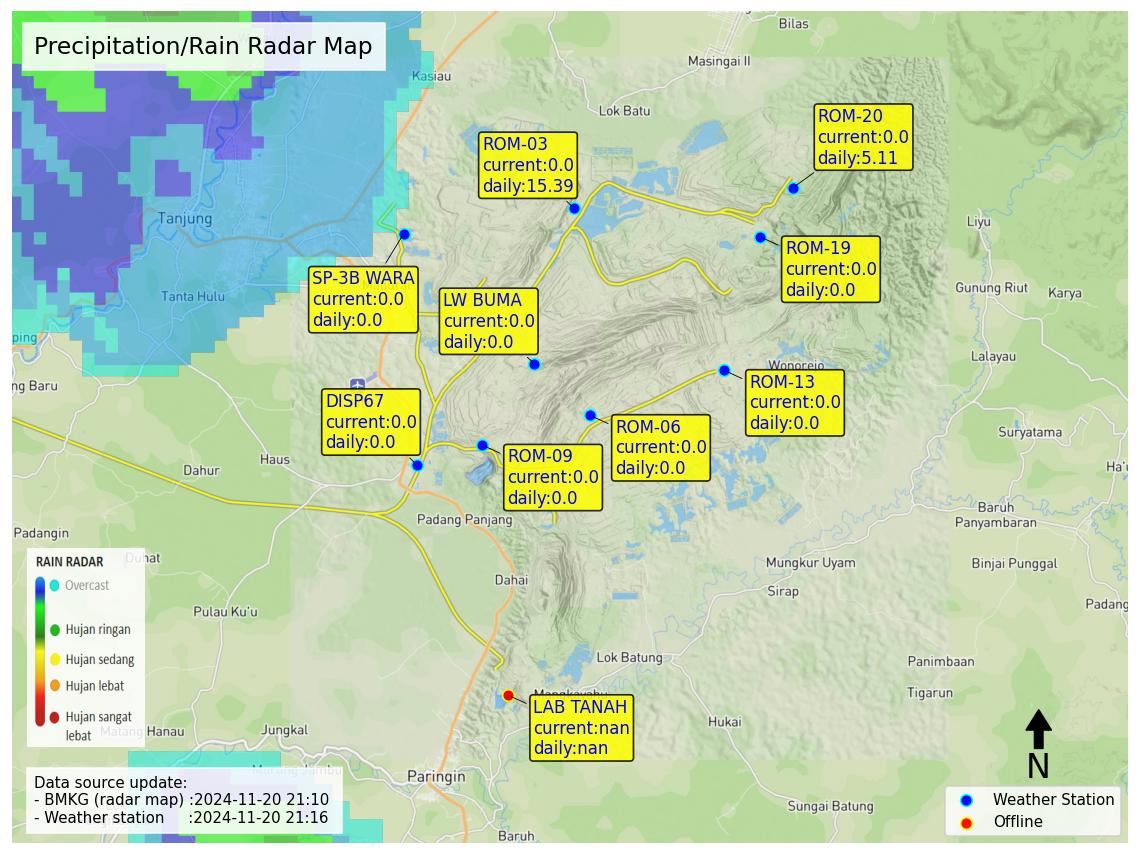 Precipitation/Rain Radar Map
Bilas
Masingai II
Kasiau
Lok Batu
ROM-20
current:0.0
daily:5.11
ROM-03
current:0.0
daily:15.39
Tanjung
Liyu
ROM-19
current:0.0
daily:0.0
SP-3B WARA
current:0.0
daily:0.0
Tanta Hulu
LW BUMA
current:0.0
daily:0.0
Gunung Riut
Karya
ping
Lalayau
Wonorejo
ng Baru
ROM-13
current:0.0
daily:0.0
DISP67
current:0.0
daily:0.0
ROM-06
current:0.0
daily:0.0
Suryatama
ROM-09
current:0.0
daily:0.0
Haus
Dahur
Ha'u
Padang Panjang
Baruh
Panyambaran
Padangin
Duhat
Mungkur Uyam
Binjai Punggal
RAIN RADAR
Overcast
Hujan ringan
Hujan sedang
Hujan lebat
Hujan sangat
lebat
Dahai
Sirap
Padang
Pulau Ku'u
Lok Batung
Panimbaan
Tigarun
Mangkayahu
LAB TANAH
current:nan
daily:nan
Hukai
Matang Hanau
Jungkal
Murung Jambu
Paringin
N
Data source update:
- BMKG (radar map) :2024-11-20 21:10
- Weather station :2024-11-20 21:16
Sungai Batung
Baruh
Weather Station
Offline